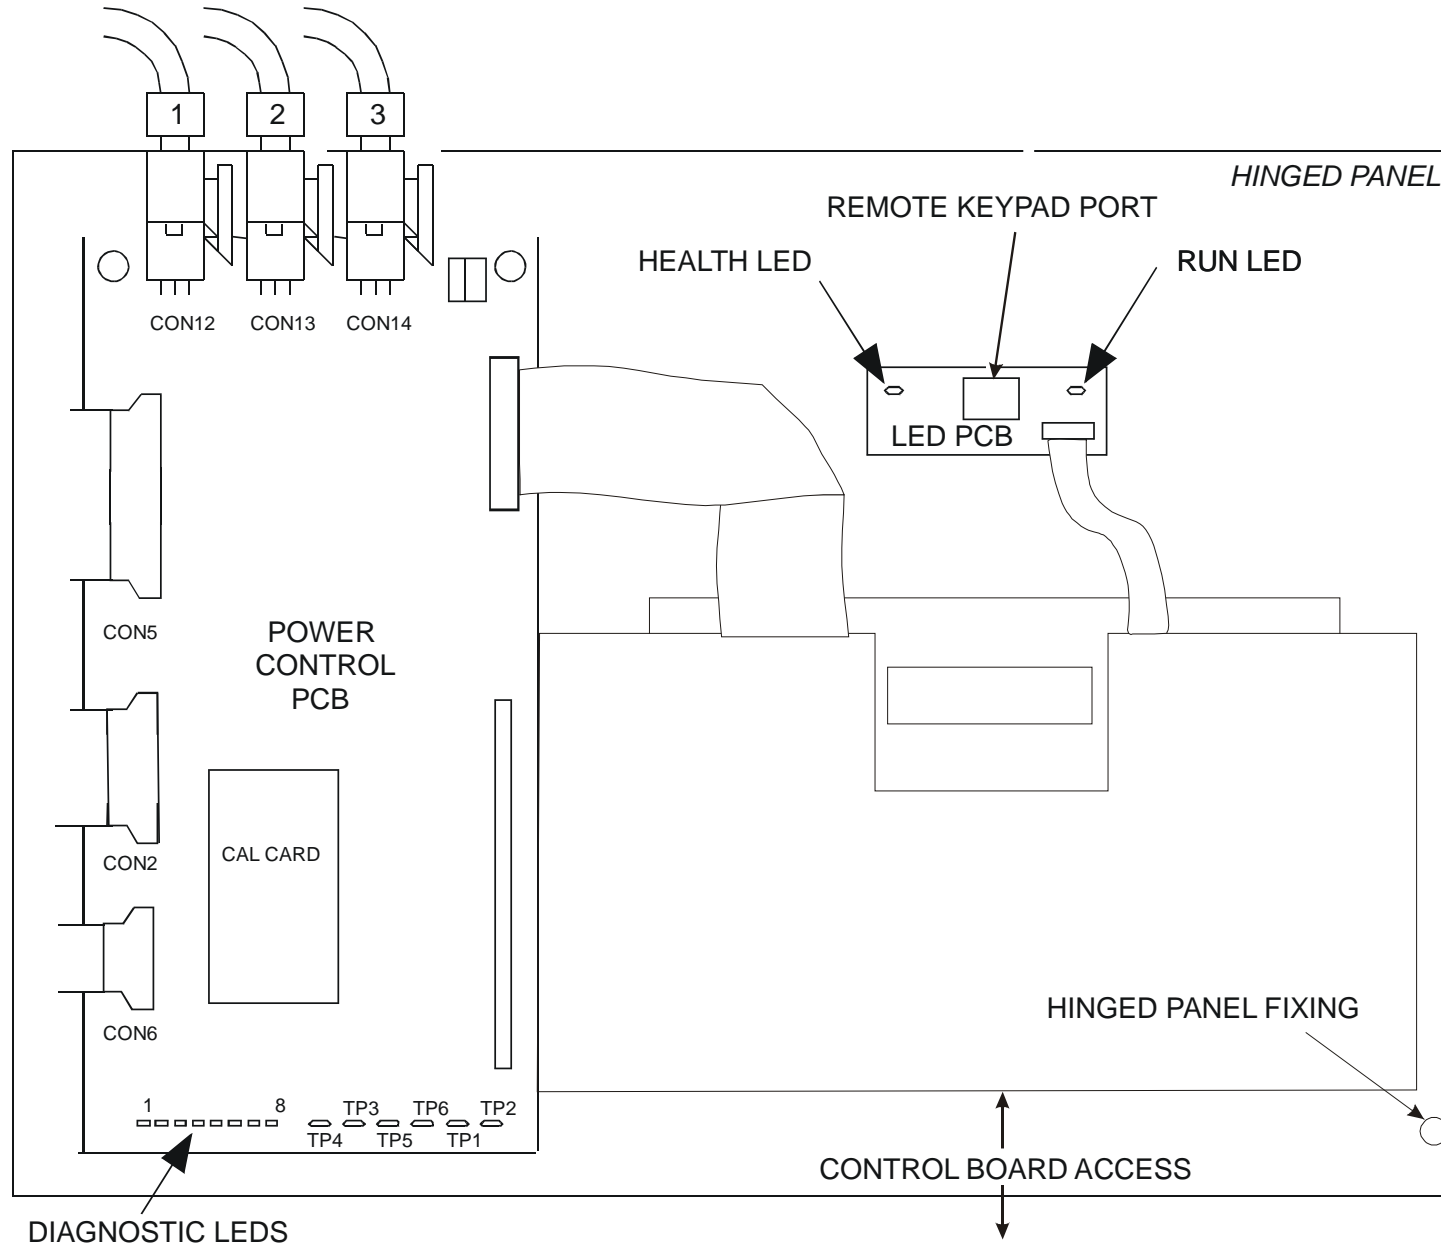 1 2 3
HINGED PANEL
REMOTE KEYPAD PORT
HEALTH LED
RUN LED
CON12 CON13 CON14
LED PCB
CON5
POWER
CONTROL
PCB
CON2
CAL CARD
CON6
HINGED PANEL FIXING
1 8 TP3 TP6 TP2
TP4 TP5 TP1
CONTROL BOARD ACCESS
DIAGNOSTIC LEDS